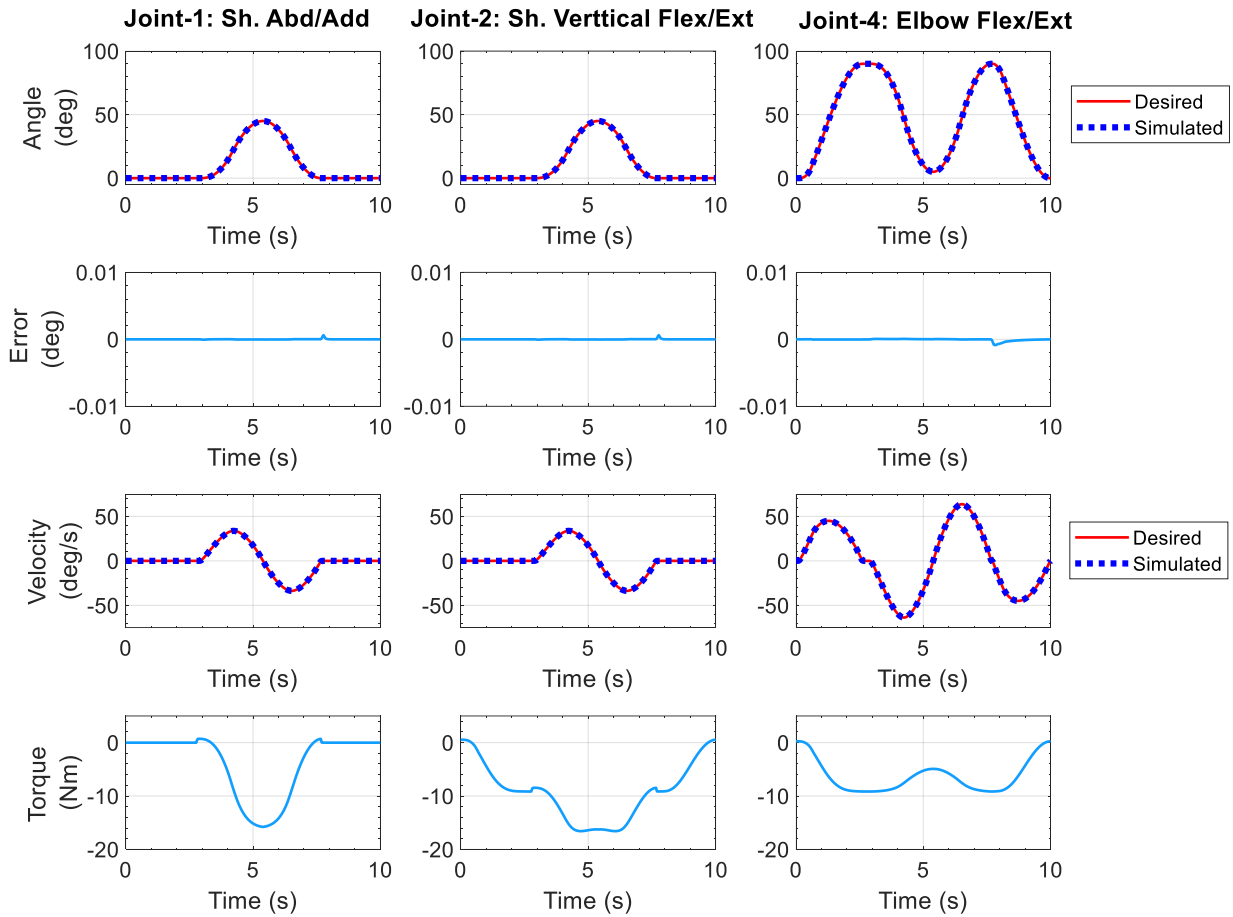 Joint-1: Sh. Abd/Add
Joint-2: Sh. Verttical Flex/Ext
Joint-4: Elbow Flex/Ext
Angle
(deg)
100
50
0
0 5 10
Time (s)
100
50
0
0 5 10
Time (s)
100
50
0
0 5 10
Time (s)
Desired
Simulated
Error
(deg)
0.01
0
-0.01
0 5 10
Time (s)
0.01
0
-0.01
0 5 10
Time (s)
0.01
0
-0.01
0 5 10
Time (s)
Velocity
(deg/s)
50
0
-50
0 5 10
Time (s)
50
0
-50
0 5 10
Time (s)
50
0
-50
0 5 10
Time (s)
Desired
Simulated
Torque
(Nm)
0
-10
-20
0 5 10
Time (s)
0
-10
-20
0 5 10
Time (s)
0
-10
-20
0 5 10
Time (s)